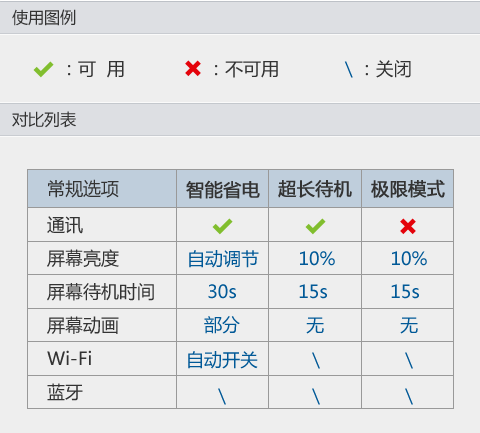 使用图例
✓ : 可 用 ✗ : 不可用 \ : 关闭
对比列表
常规选项 智能省电 超长待机 极限模式
通讯 ✓ ✓ ✗
屏幕亮度 自动调节 10% 10%
屏幕待机时间 30s 15s 15s
屏幕动画 部分 无 无
Wi-Fi 自动开关 \ \
蓝牙 \ \ \